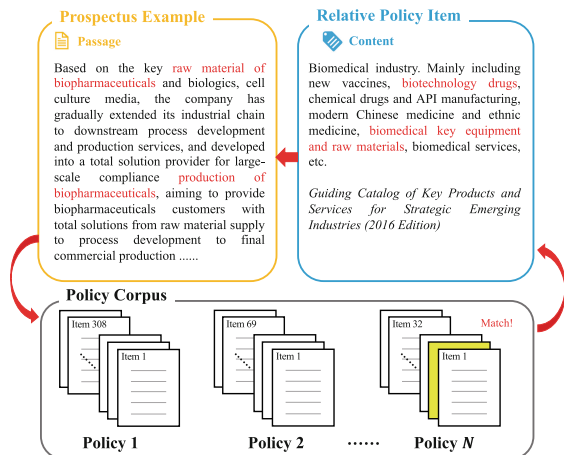 Prospectus Example
Passage
Based on the key raw material of
biopharmaceuticals and biologics, cell
culture media, the company has
gradually extended its industrial chain
to downstream process development
and production services, and developed
into a total solution provider for large-
scale compliance production of
biopharmaceuticals, aiming to provide
biopharmaceuticals customers with
total solutions from raw material supply
to process development to final
commercial production ......
Relative Policy Item
Content
Biomedical industry. Mainly including
new vaccines, biotechnology drugs,
chemical drugs and API manufacturing,
modern Chinese medicine and ethnic
medicine, biomedical key equipment
and raw materials, biomedical services,
etc.
Guiding Catalog of Key Products and
Services for Strategic Emerging
Industries (2016 Edition)
Policy Corpus
Item 308
Item 1
Item 69
Item 1
Item 32
Match!
Item 1
Policy 1
Policy 2
......
Policy N